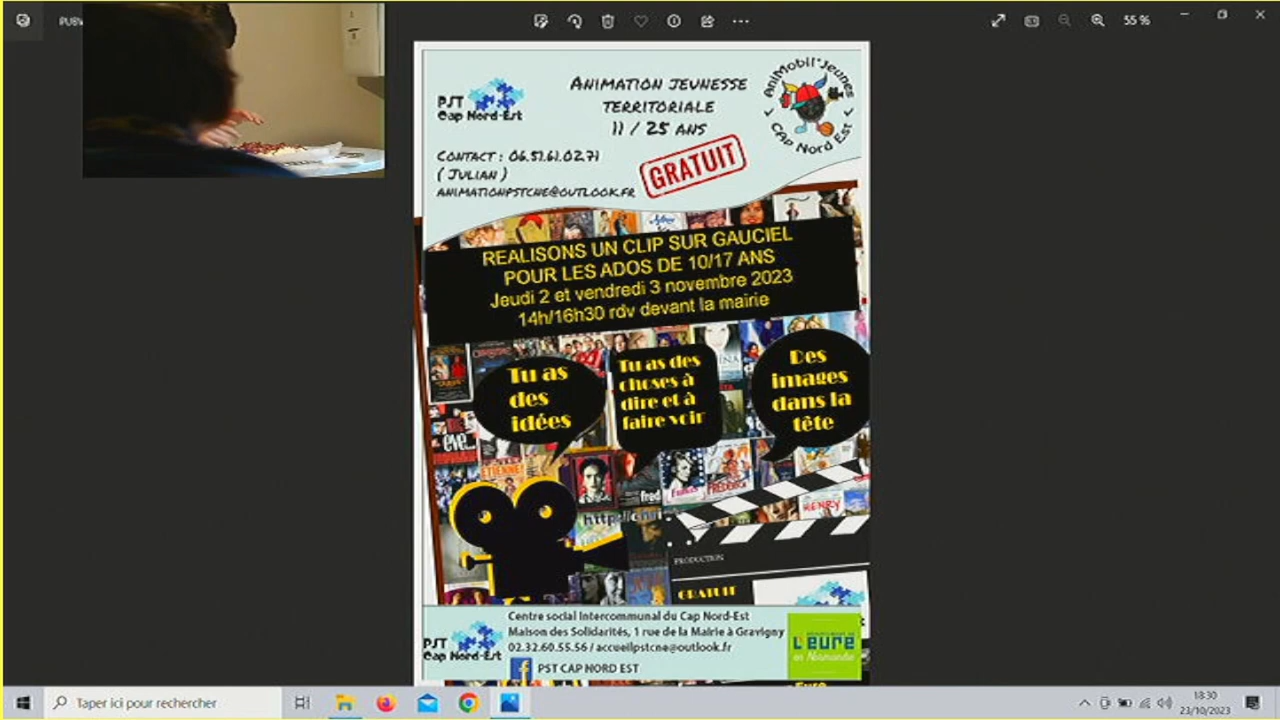 55 %
PST
Cap Nord-Est
ANIMATION JEUNESSE
TERRITORIALE
11 / 25 ANS
AniMobil'Jeunes
CAP Nord Est
CONTACT : 06.51.61.02.71
( JULIAN )
ANIMATIONPSTCNE@OUTLOOK.FR
GRATUIT
REALISONS UN CLIP SUR GAUCIEL
POUR LES ADOS DE 10/17 ANS
Jeudi 2 et vendredi 3 novembre 2023
14h/16h30 rdv devant la mairie
Tu as
des
idées
Tu as des
choses à
dire et à
faire voir
Des
images
dans la
tête
ETIENNE!
fred
FREDERICA
HENRY
PRODUCTION
GRATUIT
Centre social Intercommunal du Cap Nord-Est
Maison des Solidarités, 1 rue de la Mairie à Gravigny
02.32.60.55.56 / accueilpstcne@outlook.fr
PST CAP NORD EST
PST
Cap Nord-Est
L'EURE
en Normandie
Taper ici pour rechercher
18:30
23/10/2023